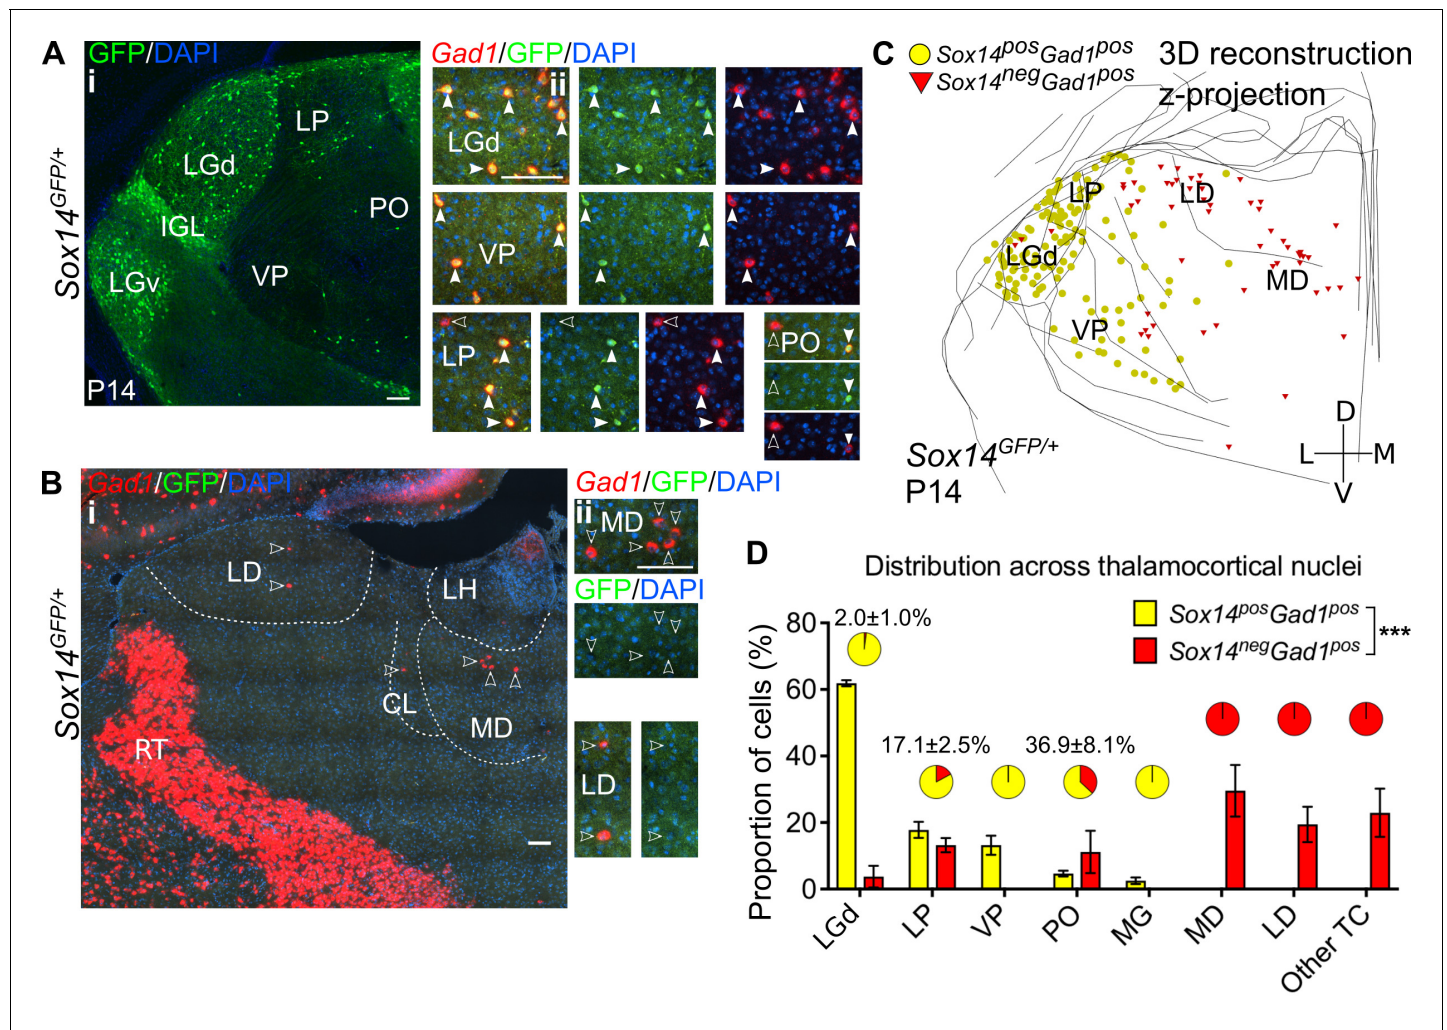 A
GFP/DAPI
i
Sox14GFP/+
LP
LGd
PO
IGL
LGv
VP
P14
Gad1/GFP/DAPI
ii
LGd
VP
LP
PO
B
Gad1/GFP/DAPI
i
Sox14GFP/+
LD
LH
CL
MD
RT
Gad1/GFP/DAPI
ii
MD
GFP/DAPI
LD
C
Sox14posGad1pos
Sox14negGad1pos
3D reconstruction
z-projection
LP
LD
LGd
MD
VP
Sox14GFP/+
P14
D
L M
V
D
Distribution across thalamocortical nuclei
Proportion of cells (%)
80
60
40
20
0
2.0±1.0%
17.1±2.5%
36.9±8.1%
Sox14posGad1pos
Sox14negGad1pos
***
LGd
LP
VP
PO
MG
MD
LD
Other TC